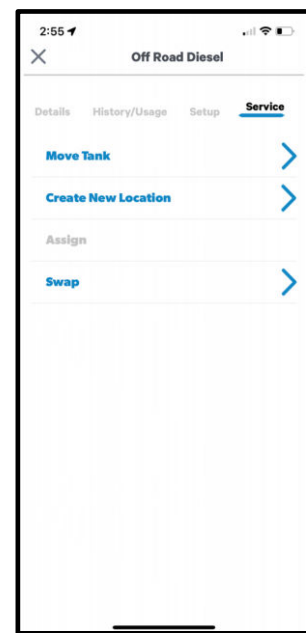 2:55
Off Road Diesel
Details History/Usage Setup Service
Move Tank
Create New Location
Assign
Swap